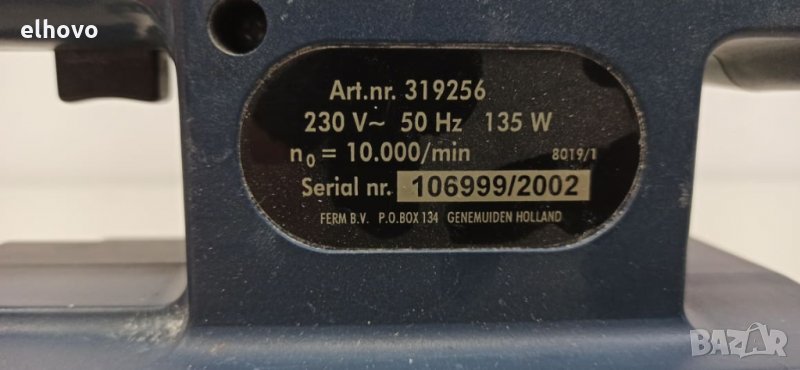 elhovo
Art.nr. 319256
230 V~ 50 Hz 135 W
n0 = 10.000/min 8019/1
Serial nr. 106999/2002
FERM B.V. P.O.BOX 134 GENEMUIDEN HOLLAND
BAZAR